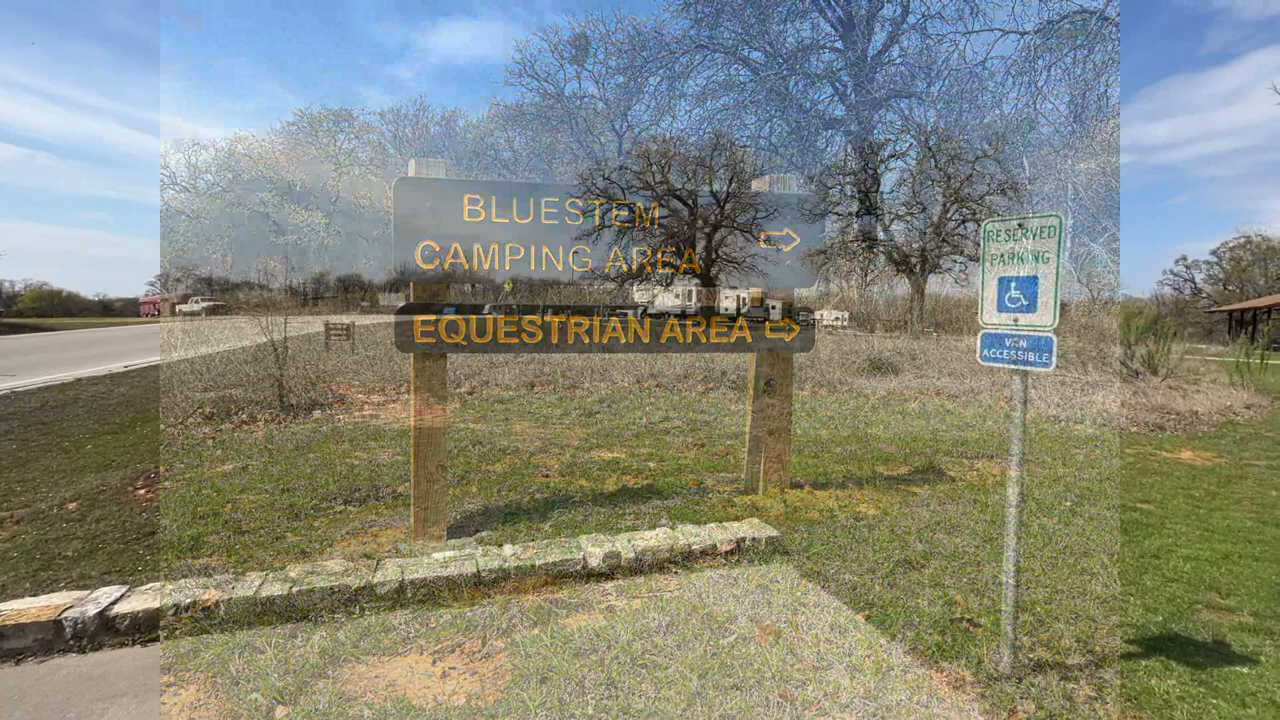 BLUESTEM
CAMPING AREA
EQUESTRIAN AREA
RESERVED
PARKING
VAN
ACCESSIBLE